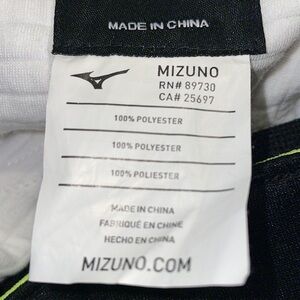 MADE IN CHINA
MIZUNO
RN# 89730
CA# 25697
100% POLYESTER
100% POLYESTER
100% POLIESTER
MADE IN CHINA
FABRIQUÉ EN CHINE
HECHO EN CHINA
MIZUNO.COM